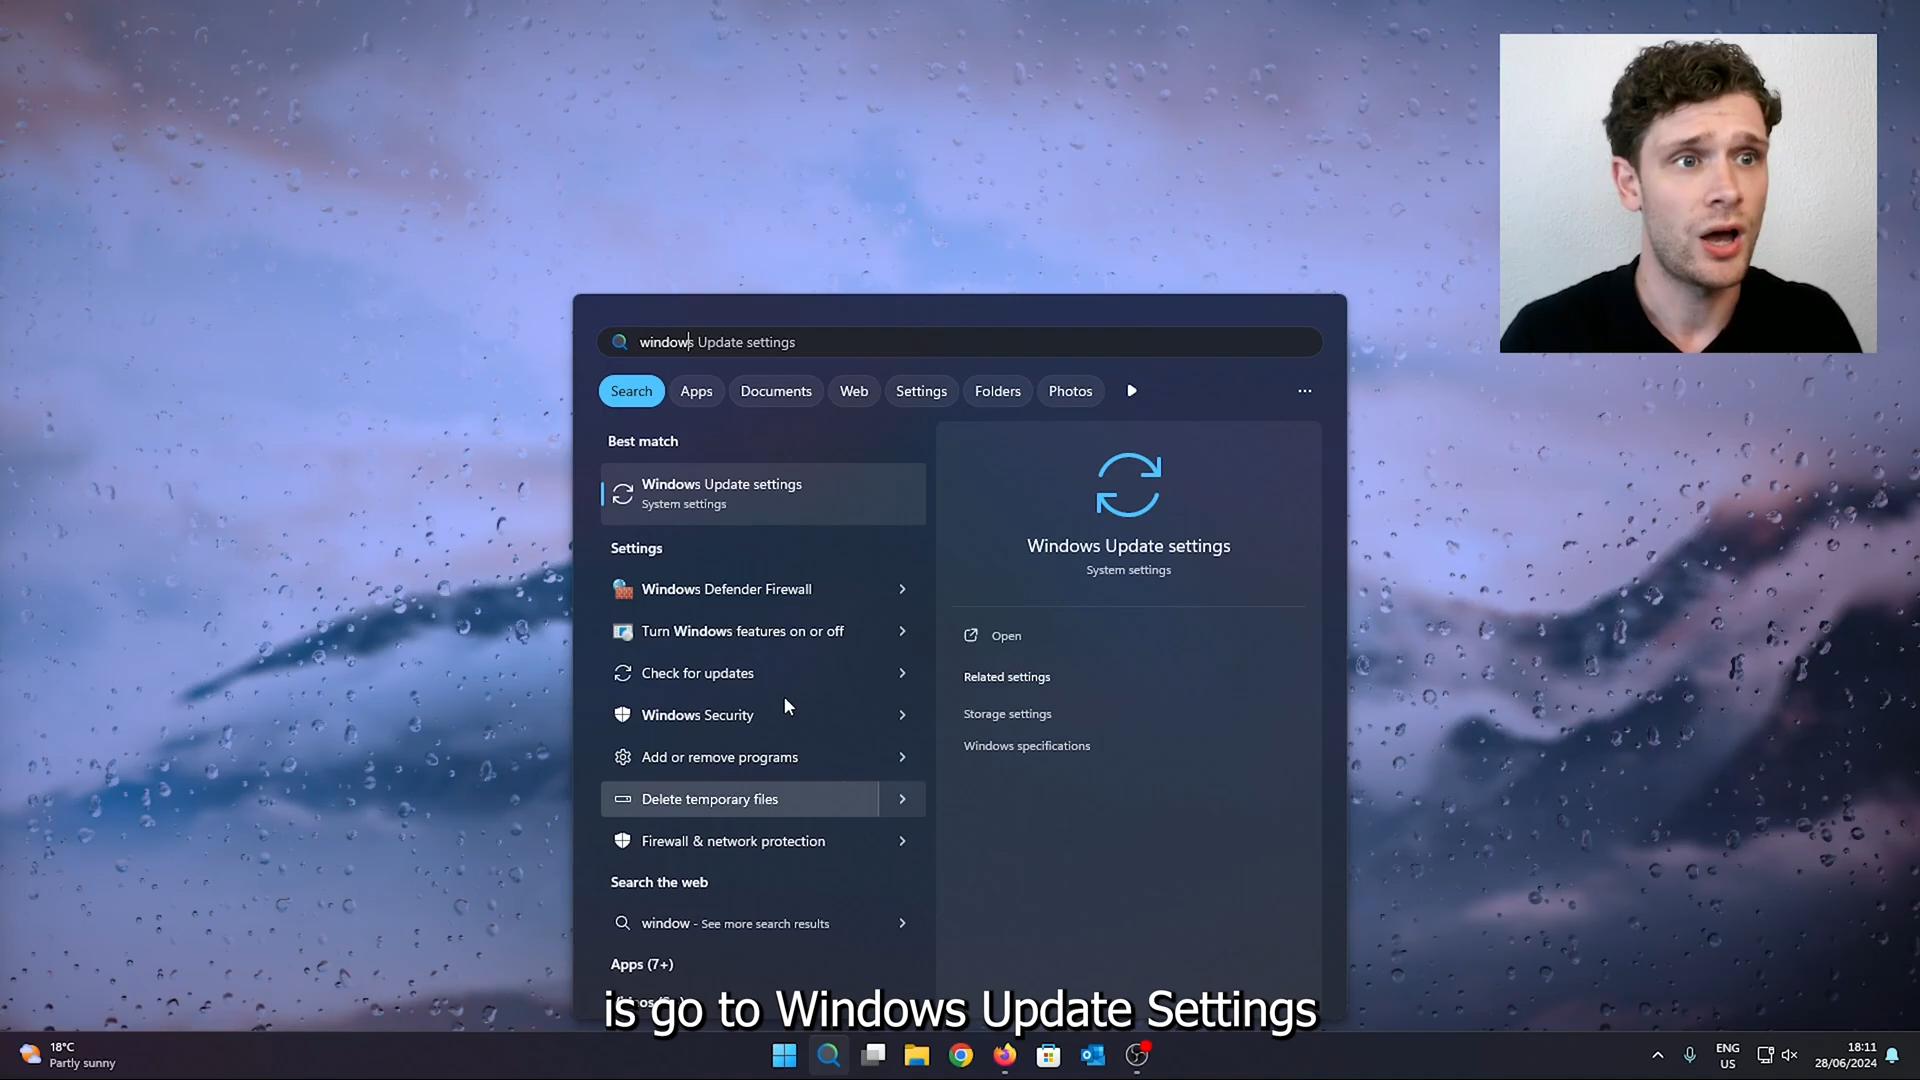 windows Update settings
Search Apps Documents Web Settings Folders Photos
Best match
Windows Update settings
System settings
Settings
Windows Defender Firewall
Turn Windows features on or off
Check for updates
Windows Security
Add or remove programs
Delete temporary files
Firewall & network protection
Search the web
window - See more search results
Apps (7+)
Windows Update settings
System settings
Open
Related settings
Storage settings
Windows specifications
is go to Windows Update Settings
18°C
Partly sunny
ENG
US
18:11
28/06/2024